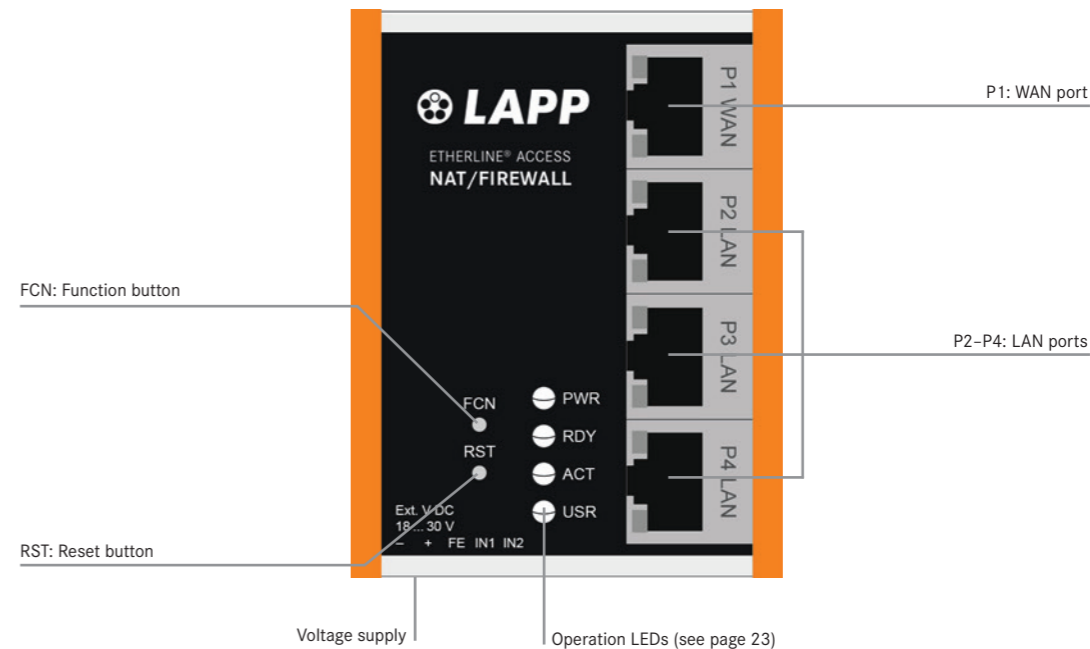 LAPP
ETHERLINE® ACCESS
NAT/FIREWALL
P1 WAN
P2 LAN
P3 LAN
P4 LAN
P1: WAN port
P2–P4: LAN ports
FCN: Function button
FCN
RST
PWR
RDY
ACT
USR
Ext. V DC
18 ... 30 V
– + FE IN1 IN2
RST: Reset button
Voltage supply
Operation LEDs (see page 23)